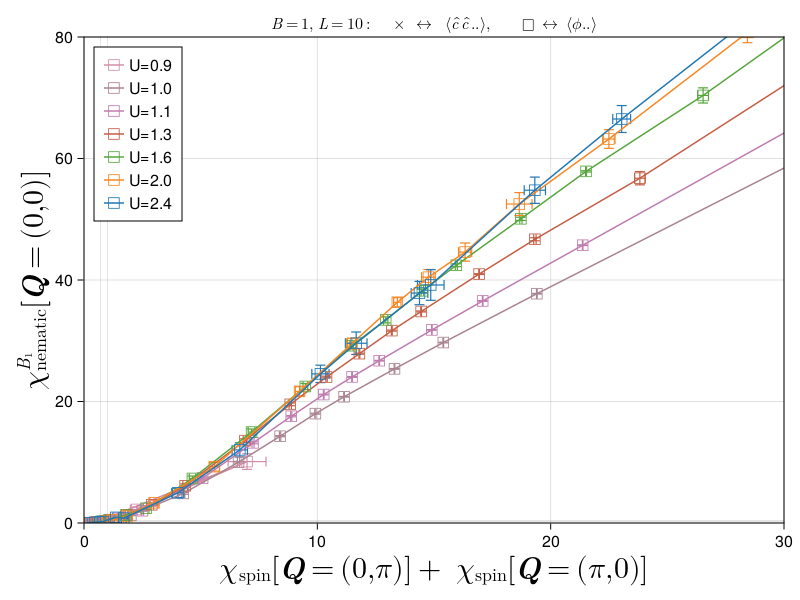 B = 1, L = 10 :    × ↔ ⟨ĉ ĉ ..⟩,    □ ↔ ⟨ϕ..⟩
80
60
40
20
0
U=0.9
U=1.0
U=1.1
U=1.3
U=1.6
U=2.0
U=2.4
χ^{B₁}_{nematic}[Q = (0,0)]
0 10 20 30
χ_{spin}[Q = (0,π)] + χ_{spin}[Q = (π,0)]